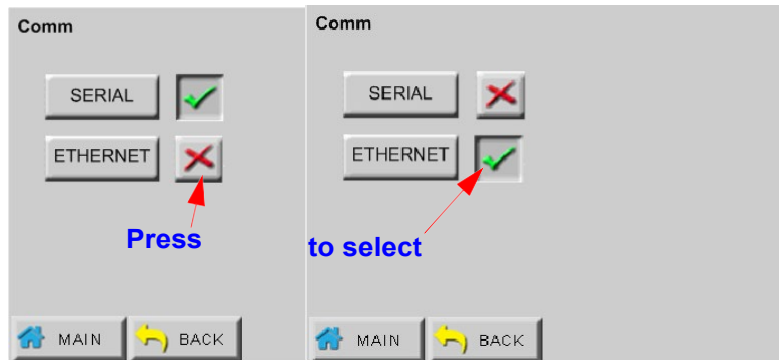 Comm
SERIAL
ETHERNET
Press
MAIN
BACK
Comm
SERIAL
ETHERNET
to select
MAIN
BACK